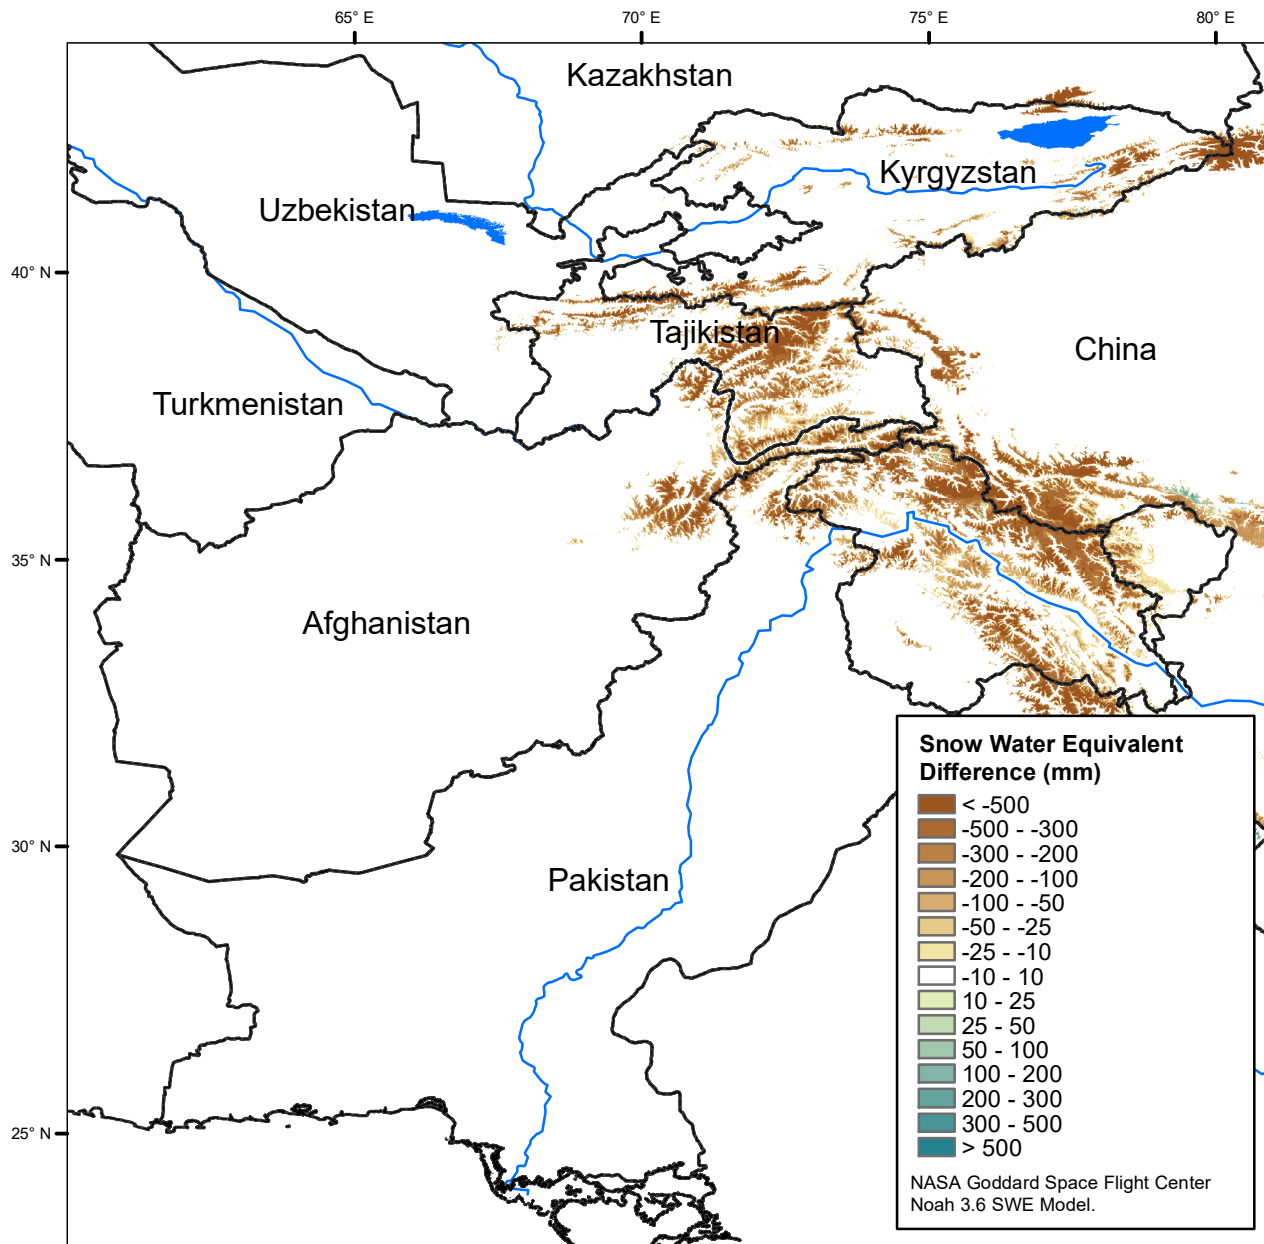 65° E
70° E
75° E
80° E
Kazakhstan
Kyrgyzstan
Uzbekistan
40° N
Tajikistan
China
Turkmenistan
35° N
Afghanistan
Snow Water Equivalent
Difference (mm)
< -500
-500 - -300
-300 - -200
-200 - -100
-100 - -50
-50 - -25
-25 - -10
-10 - 10
10 - 25
25 - 50
50 - 100
100 - 200
200 - 300
300 - 500
> 500
30° N
Pakistan
25° N
NASA Goddard Space Flight Center
Noah 3.6 SWE Model.